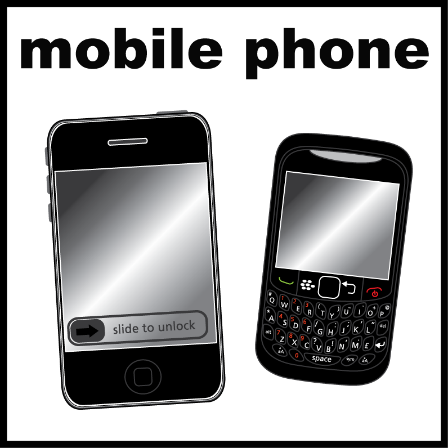 mobile phone
slide to unlock
Q W E R T Y U I O P
A S D F G H J K L
Z X C V B N M E
space